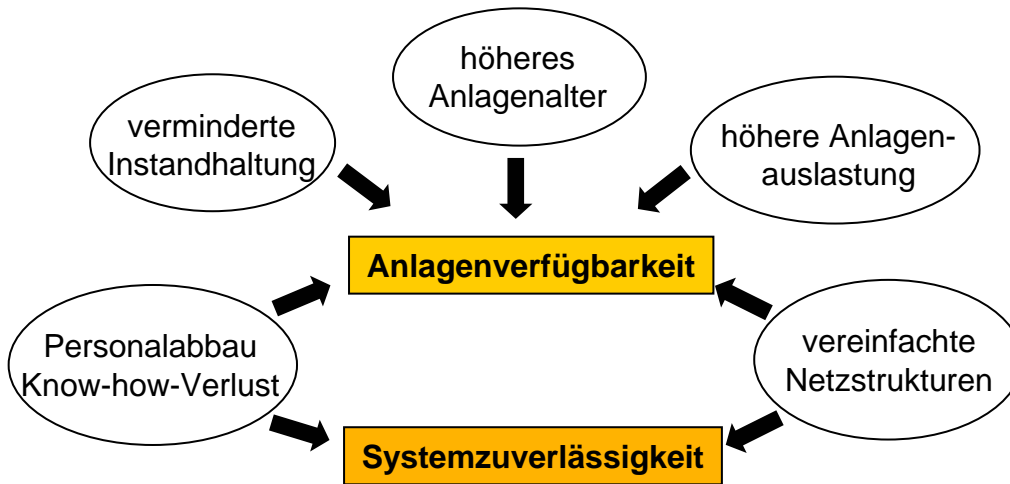 höheres
Anlagenalter
verminderte
Instandhaltung
höhere Anlagen-
auslastung
Anlagenverfügbarkeit
Personalabbau
Know-how-Verlust
vereinfachte
Netzstrukturen
Systemzuverlässigkeit